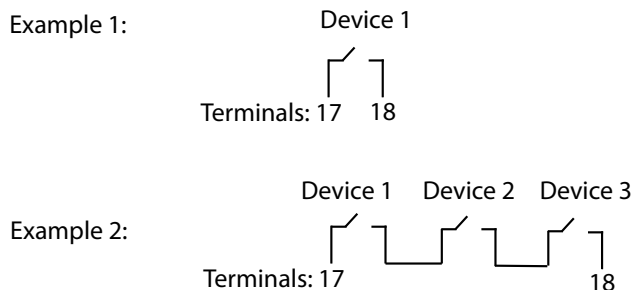 Example 1:
Device 1
Terminals: 17 18
Device 1 Device 2 Device 3
Example 2:
Terminals: 17 18